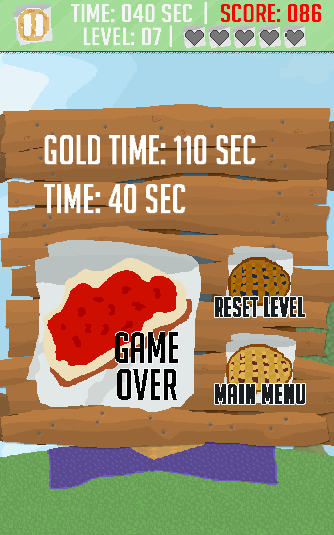 TIME: 040 SEC | SCORE: 086
LEVEL: 07 |
GOLD TIME: 110 SEC
TIME: 40 SEC
GAME
OVER
RESET LEVEL
MAIN MENU